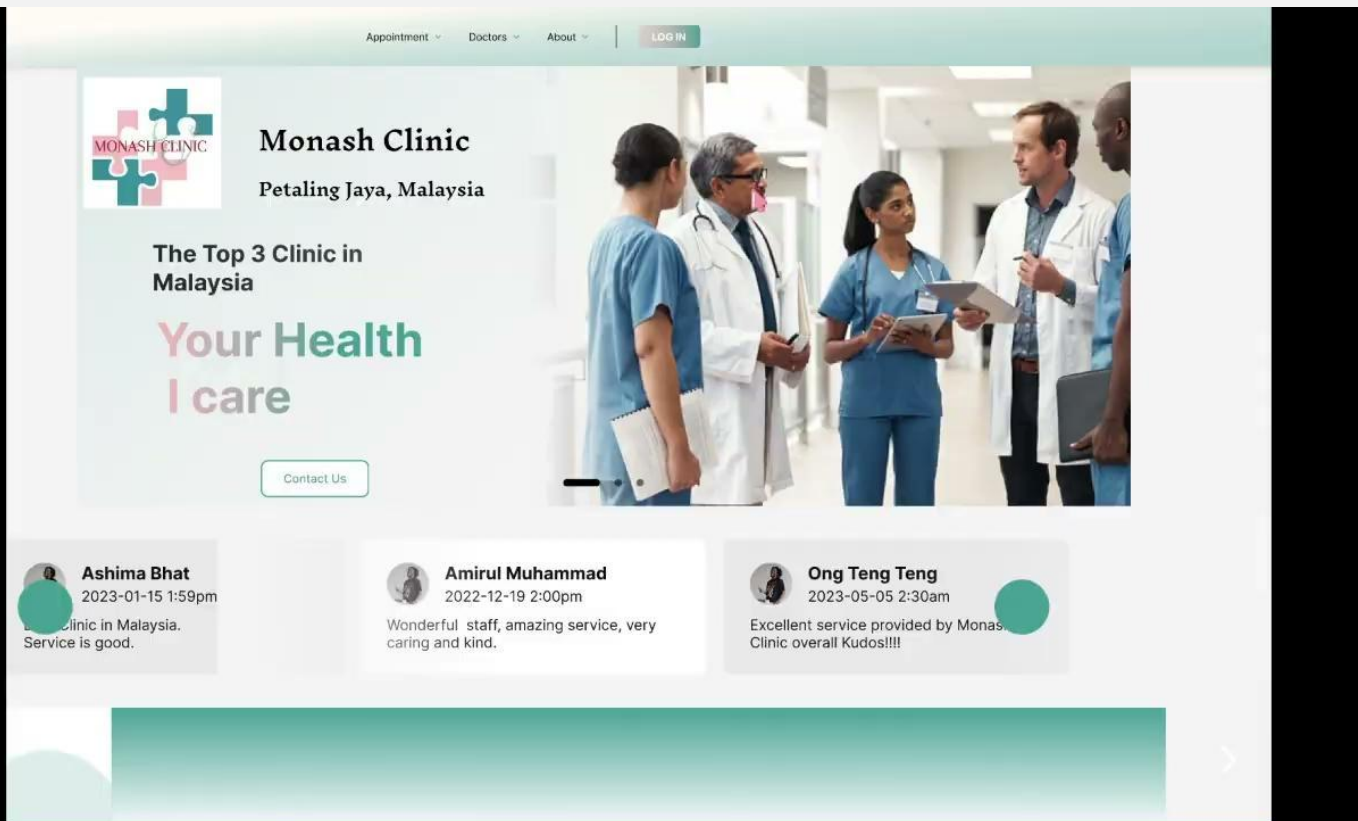 Appointment
Doctors
About
LOG IN
MONASH CLINIC
Monash Clinic
Petaling Jaya, Malaysia
The Top 3 Clinic in
Malaysia
Your Health
I care
Contact Us
Ashima Bhat
2023-01-15 1:59pm
Clinic in Malaysia.
Service is good.
Amirul Muhammad
2022-12-19 2:00pm
Wonderful staff, amazing service, very
caring and kind.
Ong Teng Teng
2023-05-05 2:30am
Excellent service provided by
Clinic overall Kudos!!!!